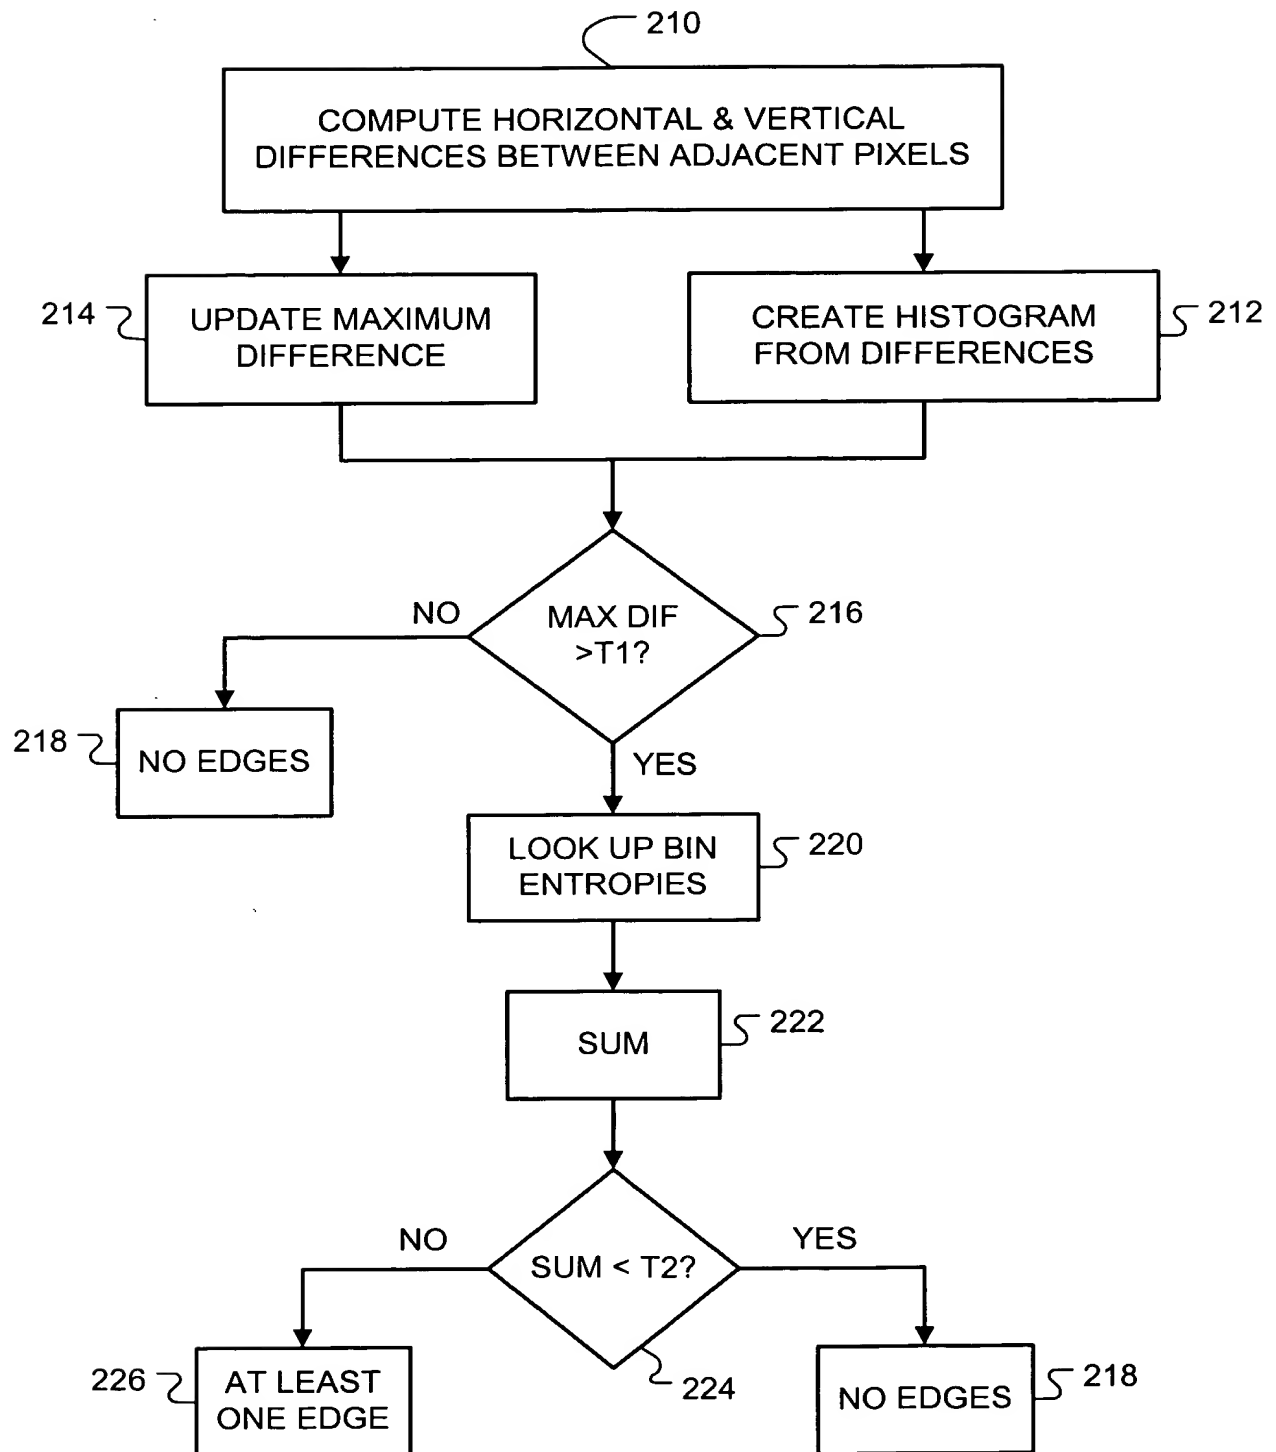 210
COMPUTE HORIZONTAL & VERTICAL
DIFFERENCES BETWEEN ADJACENT PIXELS
214
UPDATE MAXIMUM
DIFFERENCE
CREATE HISTOGRAM
FROM DIFFERENCES
212
NO
MAX DIF
>T1?
216
218
NO EDGES
YES
LOOK UP BIN
ENTROPIES
220
SUM
222
NO
SUM < T2?
YES
224
226
AT LEAST
ONE EDGE
NO EDGES
218